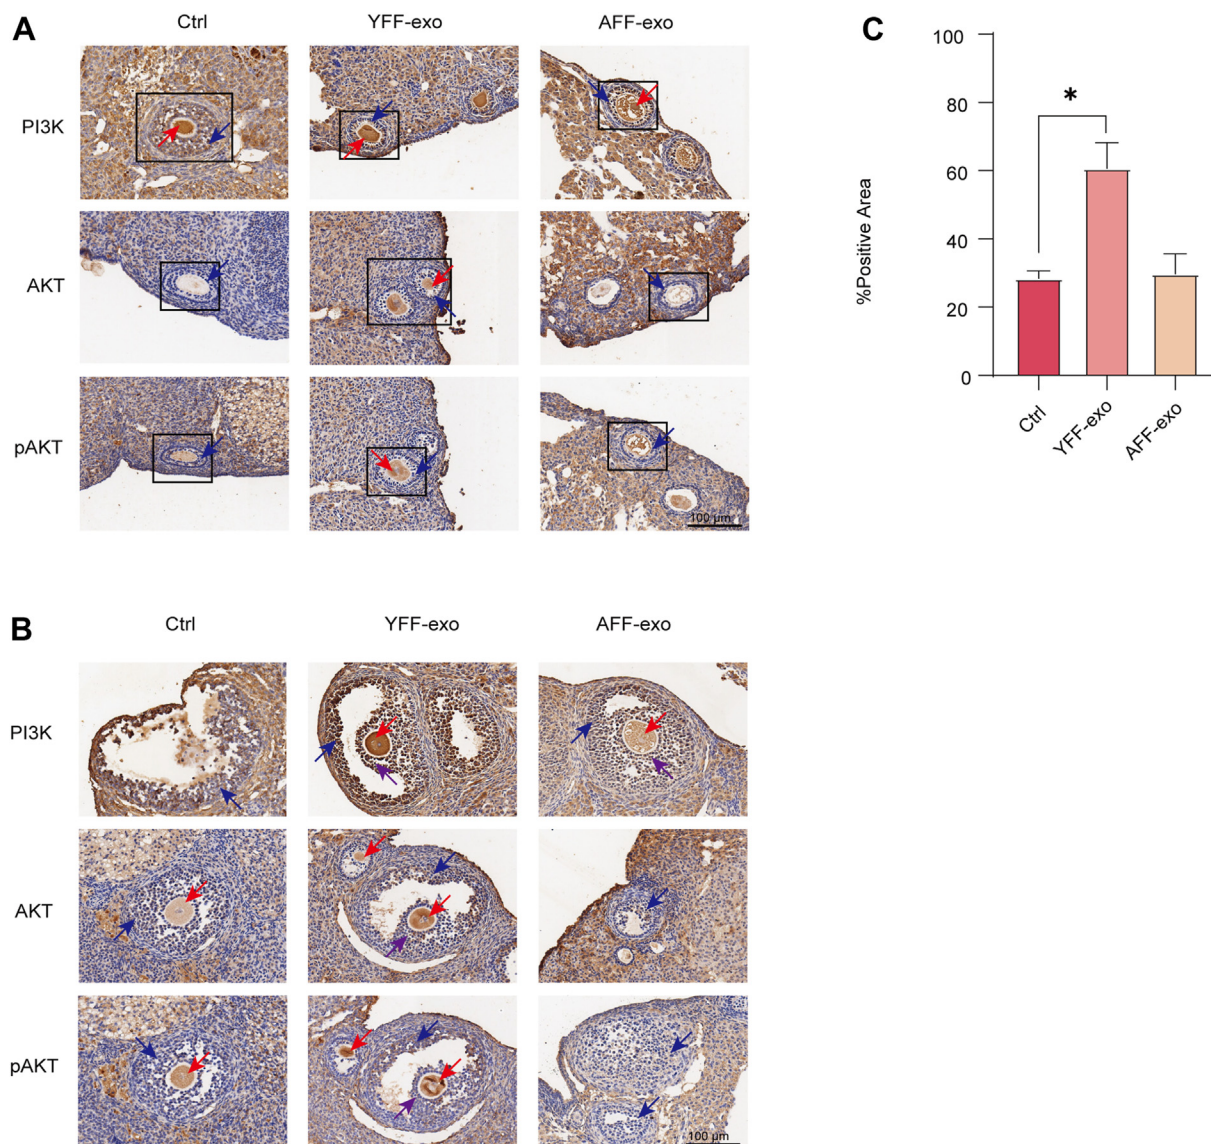 A
Ctrl
YFF-exo
AFF-exo
PI3K
AKT
pAKT
100 µm
B
Ctrl
YFF-exo
AFF-exo
PI3K
AKT
pAKT
100 µm
C
%Positive Area
100
80
60
40
20
0
*
Ctrl
YFF-exo
AFF-exo